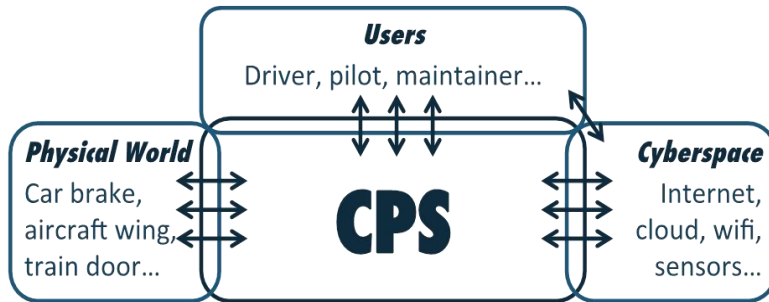 Users
Driver, pilot, maintainer...
Physical World
Car brake,
aircraft wing,
train door...
CPS
Cyberspace
Internet,
cloud, wifi,
sensors...